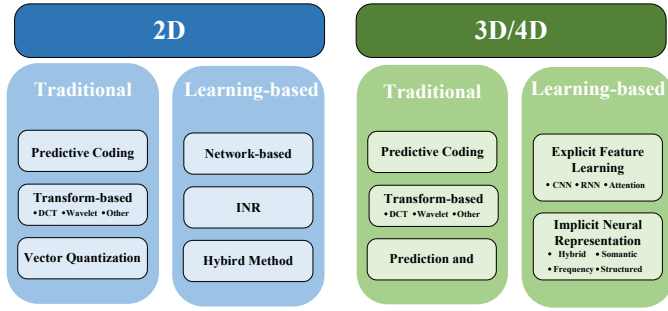 2D
Traditional
Predictive Coding
Transform-based
• DCT • Wavelet • Other
Vector Quantization
Learning-based
Network-based
INR
Hybird Method
3D/4D
Traditional
Predictive Coding
Transform-based
• DCT • Wavelet • Other
Prediction and
Learning-based
Explicit Feature
Learning
• CNN • RNN • Attention
Implicit Neural
Representation
• Hybrid • Somantic
• Frequency • Structured